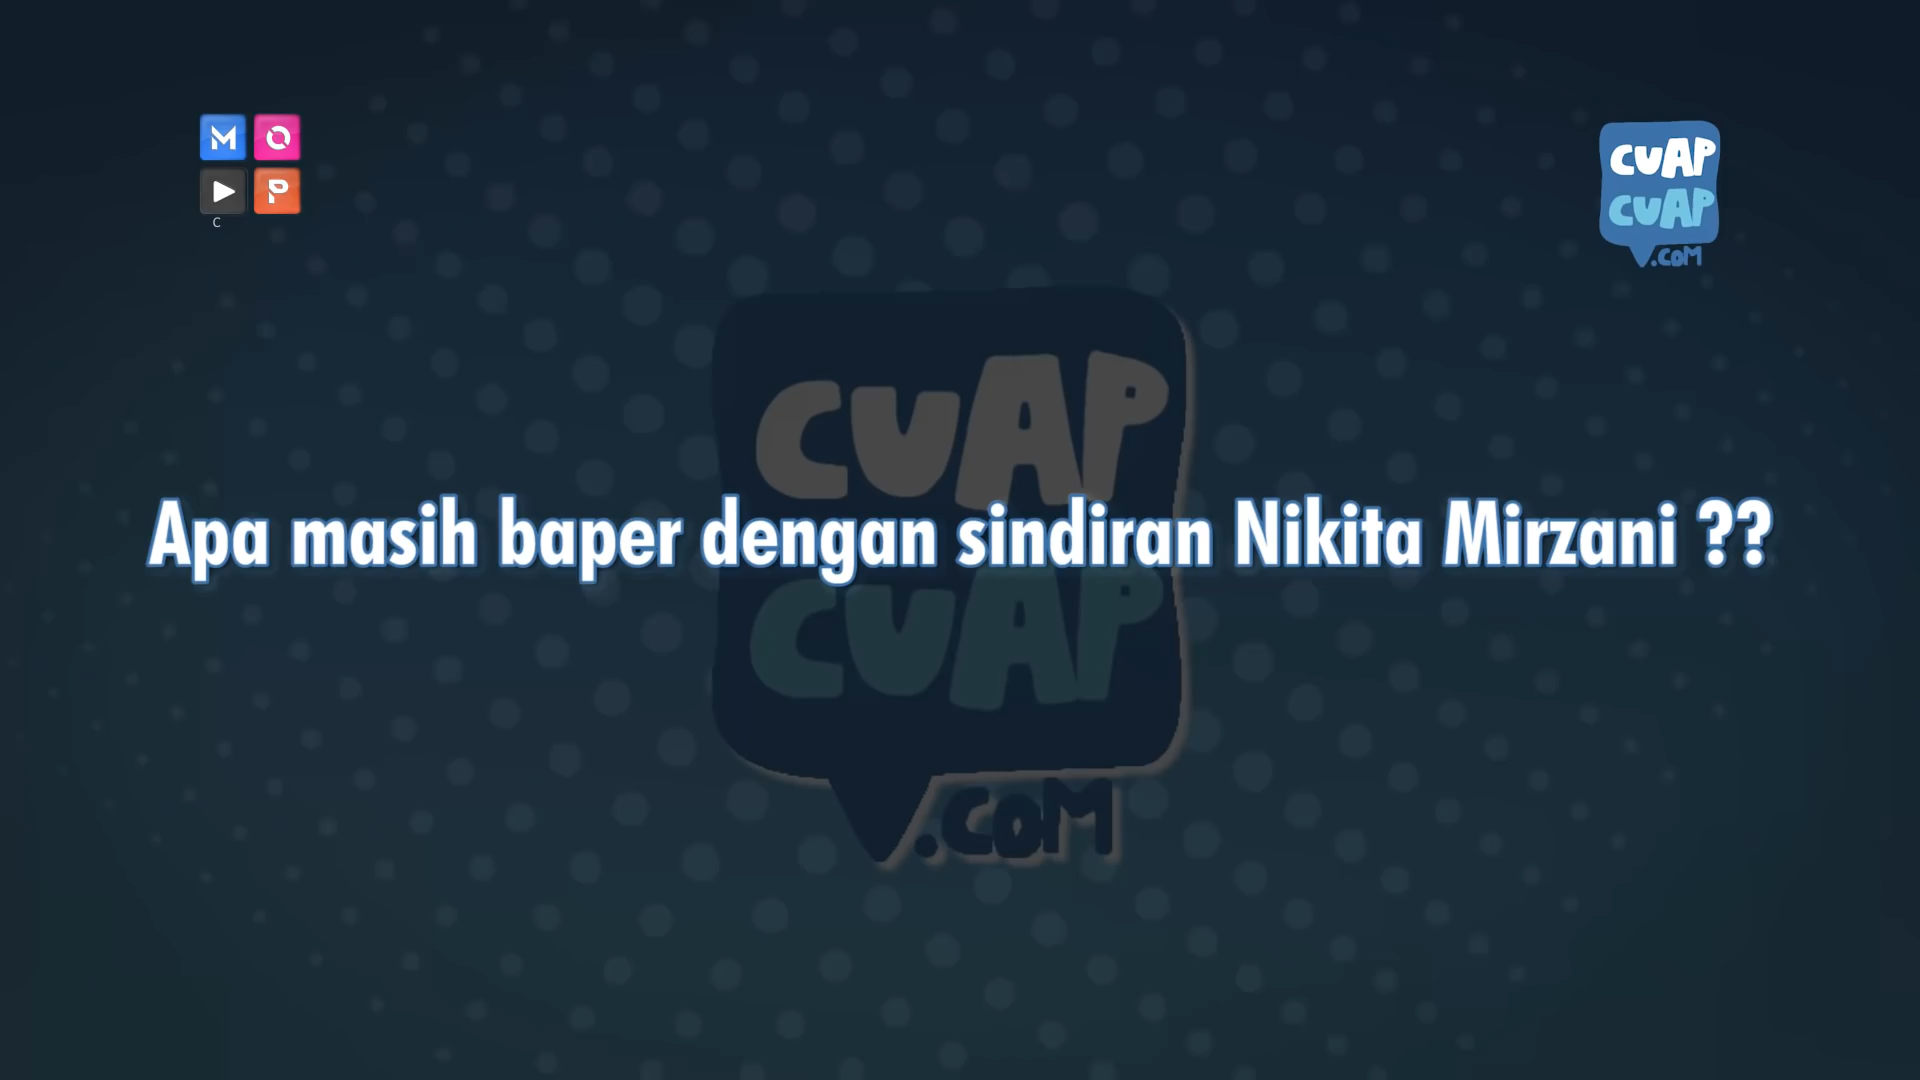 M
P
C
CUAP
CUAP
.COM
CUAP
Apa masih baper dengan sindiran Nikita Mirzani ??
CUAP
.COM